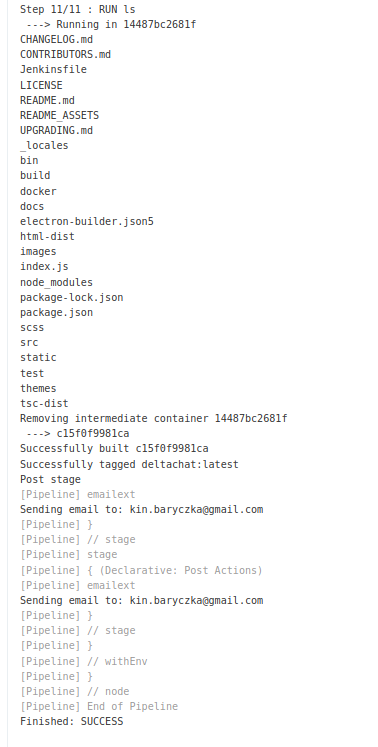 Step 11/11 : RUN ls
---> Running in 14487bc2681f
CHANGELOG.md
CONTRIBUTORS.md
Jenkinsfile
LICENSE
README.md
README_ASSETS
UPGRADING.md
_locales
bin
build
docker
docs
electron-builder.json5
html-dist
images
index.js
node_modules
package-lock.json
package.json
scss
src
static
test
themes
tsc-dist
Removing intermediate container 14487bc2681f
---> c15f0f9981ca
Successfully built c15f0f9981ca
Successfully tagged deltachat:latest
Post stage
[Pipeline] emailext
Sending email to: kin.baryczka@gmail.com
[Pipeline] }
[Pipeline] // stage
[Pipeline] stage
[Pipeline] { (Declarative: Post Actions)
[Pipeline] emailext
Sending email to: kin.baryczka@gmail.com
[Pipeline] }
[Pipeline] // stage
[Pipeline] }
[Pipeline] // withEnv
[Pipeline] }
[Pipeline] // node
[Pipeline] End of Pipeline
Finished: SUCCESS